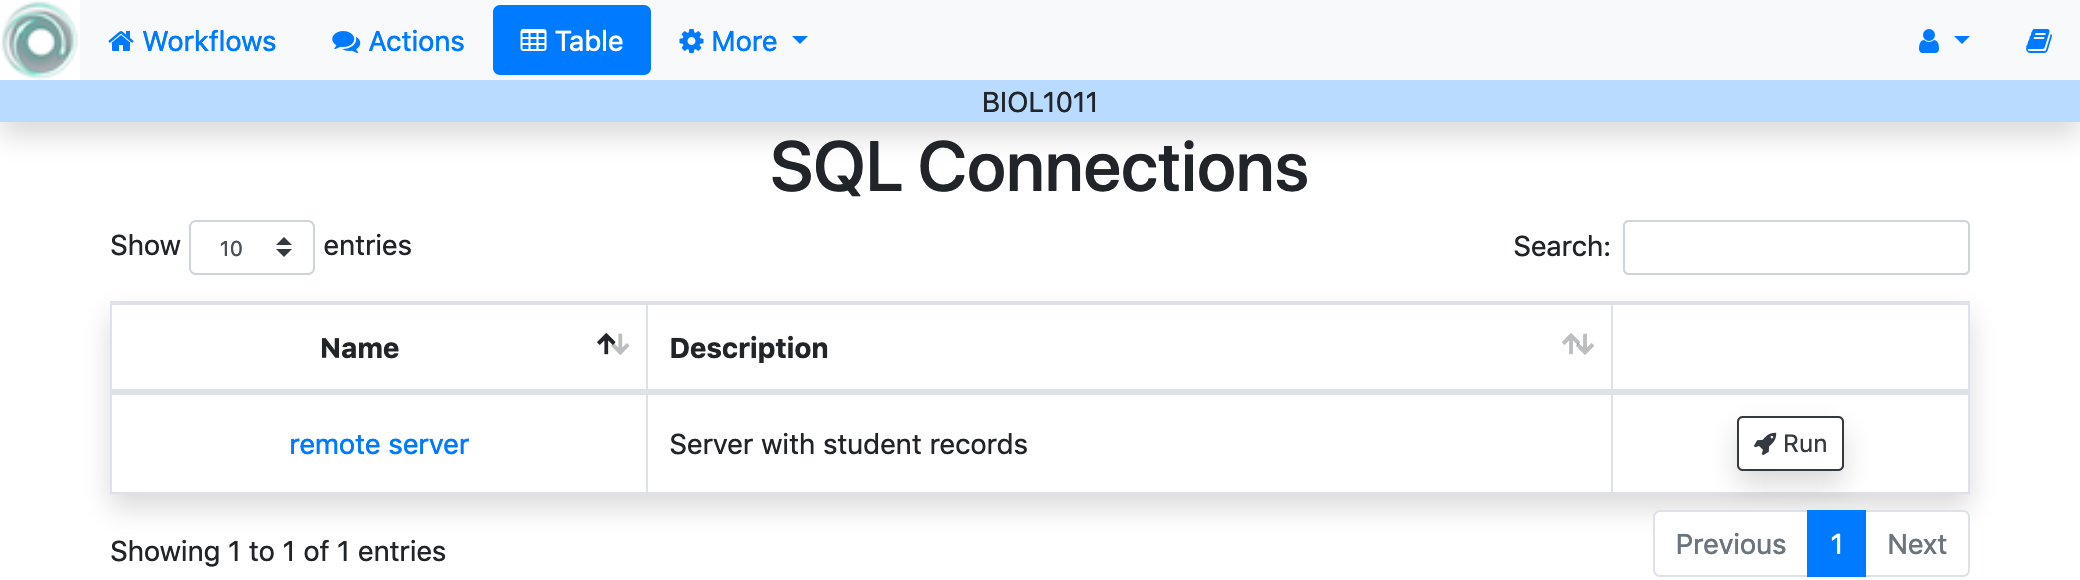 Workflows Actions Table More
BIOL1011
SQL Connections
Show 10 entries Search:
Name Description
remote server Server with student records Run
Showing 1 to 1 of 1 entries Previous 1 Next